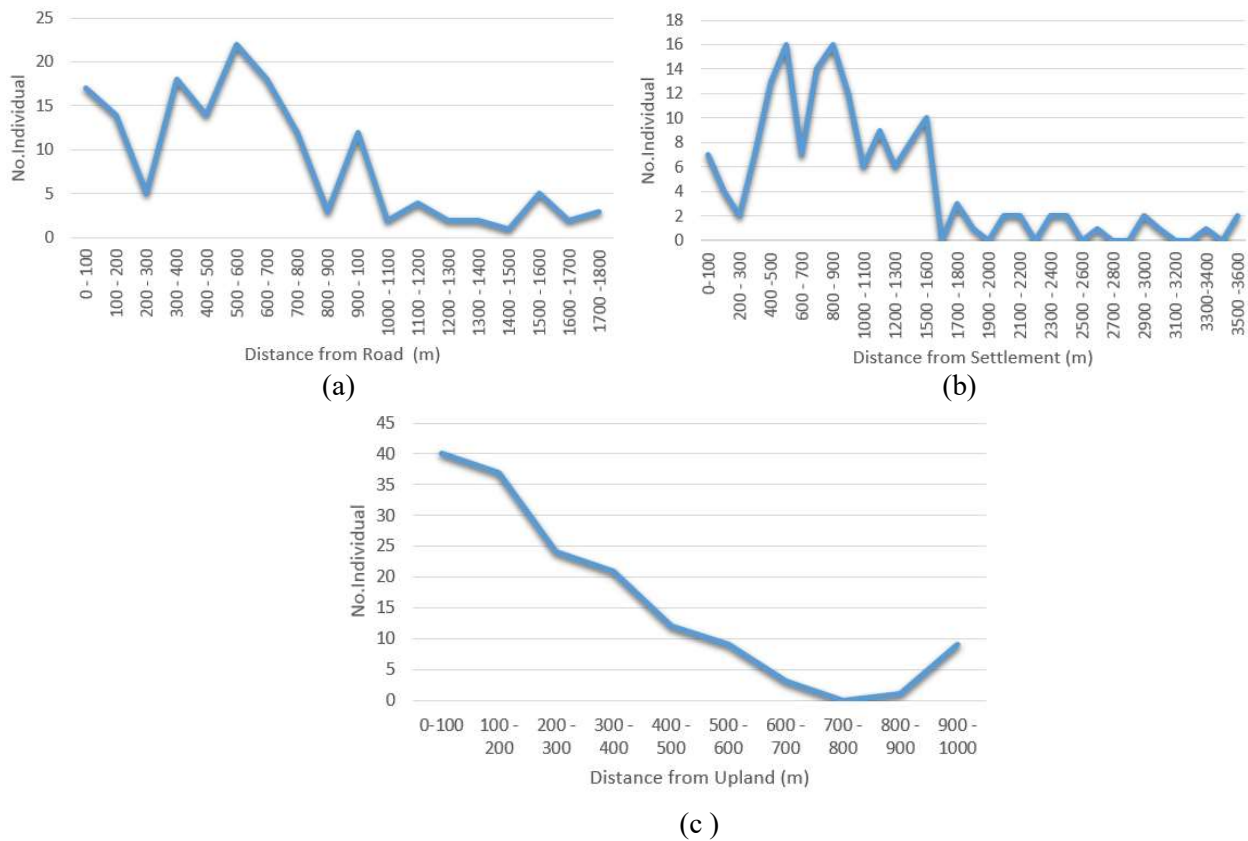 25
20
15
10
5
0
No.Individual
0 - 100
100 - 200
200 - 300
300 - 400
400 - 500
500 - 600
600 - 700
700 - 800
800 - 900
900 - 100
1000 - 1100
1100 -1200
1200 -1300
1300 -1400
1400 - 1500
1500 - 1600
1600 -1700
1700 -1800
Distance from Road (m)
(a)
18
16
14
12
10
8
6
4
2
0
No.Individual
0-100
200 - 300
400 -500
600 - 700
800 - 900
1000 - 1100
1200 - 1300
1500 - 1600
1700 - 1800
1900 - 2000
2100 - 2200
2300 - 2400
2500 - 2600
2700 - 2800
2900 - 3000
3100 - 3200
3300-3400
3500 -3600
Distance from Settlement (m)
(b)
45
40
35
30
25
20
15
10
5
0
No.Individual
0-100
100 -
200
200 -
300
300 -
400
400 -
500
500 -
600
600 -
700
700 -
800
800 -
900
900 -
1000
Distance from Upland (m)
(c )